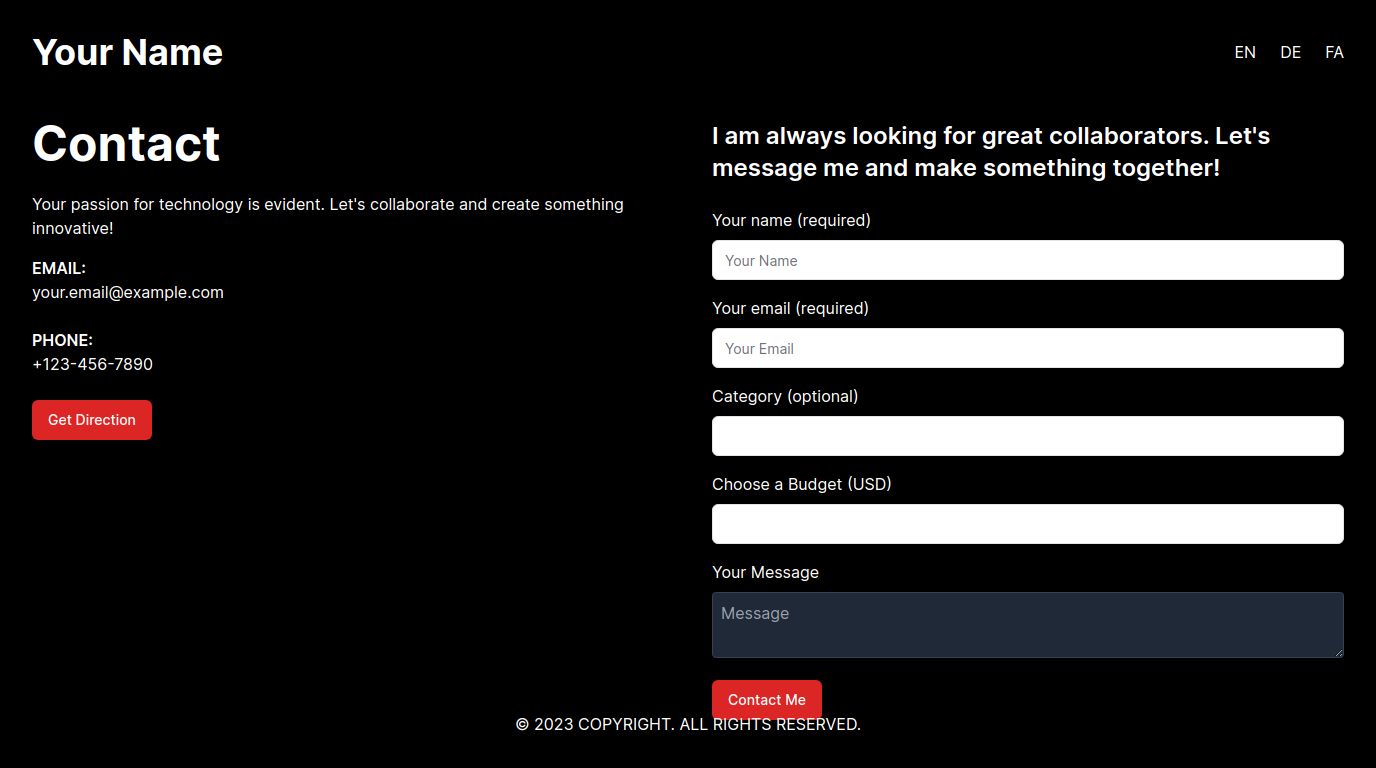 Your Name
EN DE FA
Contact
Your passion for technology is evident. Let's collaborate and create something
innovative!
EMAIL:
your.email@example.com
PHONE:
+123-456-7890
Get Direction
I am always looking for great collaborators. Let's
message me and make something together!
Your name (required)
Your Name
Your email (required)
Your Email
Category (optional)
Choose a Budget (USD)
Your Message
Message
Contact Me
© 2023 COPYRIGHT. ALL RIGHTS RESERVED.